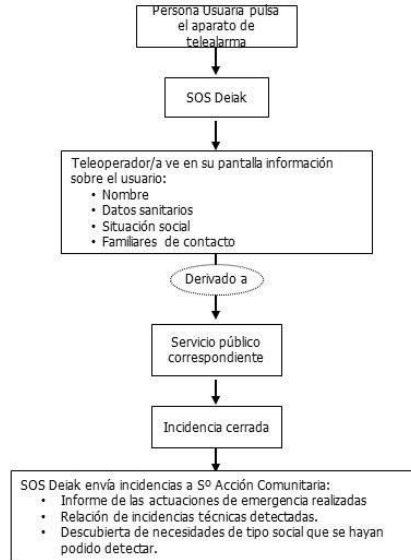 Persona Usuaria pulsa
el aparato de
telealarma
SOS Deiak
Teleoperador/a ve en su pantalla información
sobre el usuario:
• Nombre
• Datos sanitarios
• Situación social
• Familiares de contacto
Derivado a
Servicio público
correspondiente
Incidencia cerrada
SOS Deiak envía incidencias a Sº Acción Comunitaria:
• Informe de las actuaciones de emergencia realizadas
• Relación de incidencias técnicas detectadas.
• Descubierta de necesidades de tipo social que se hayan
podido detectar.